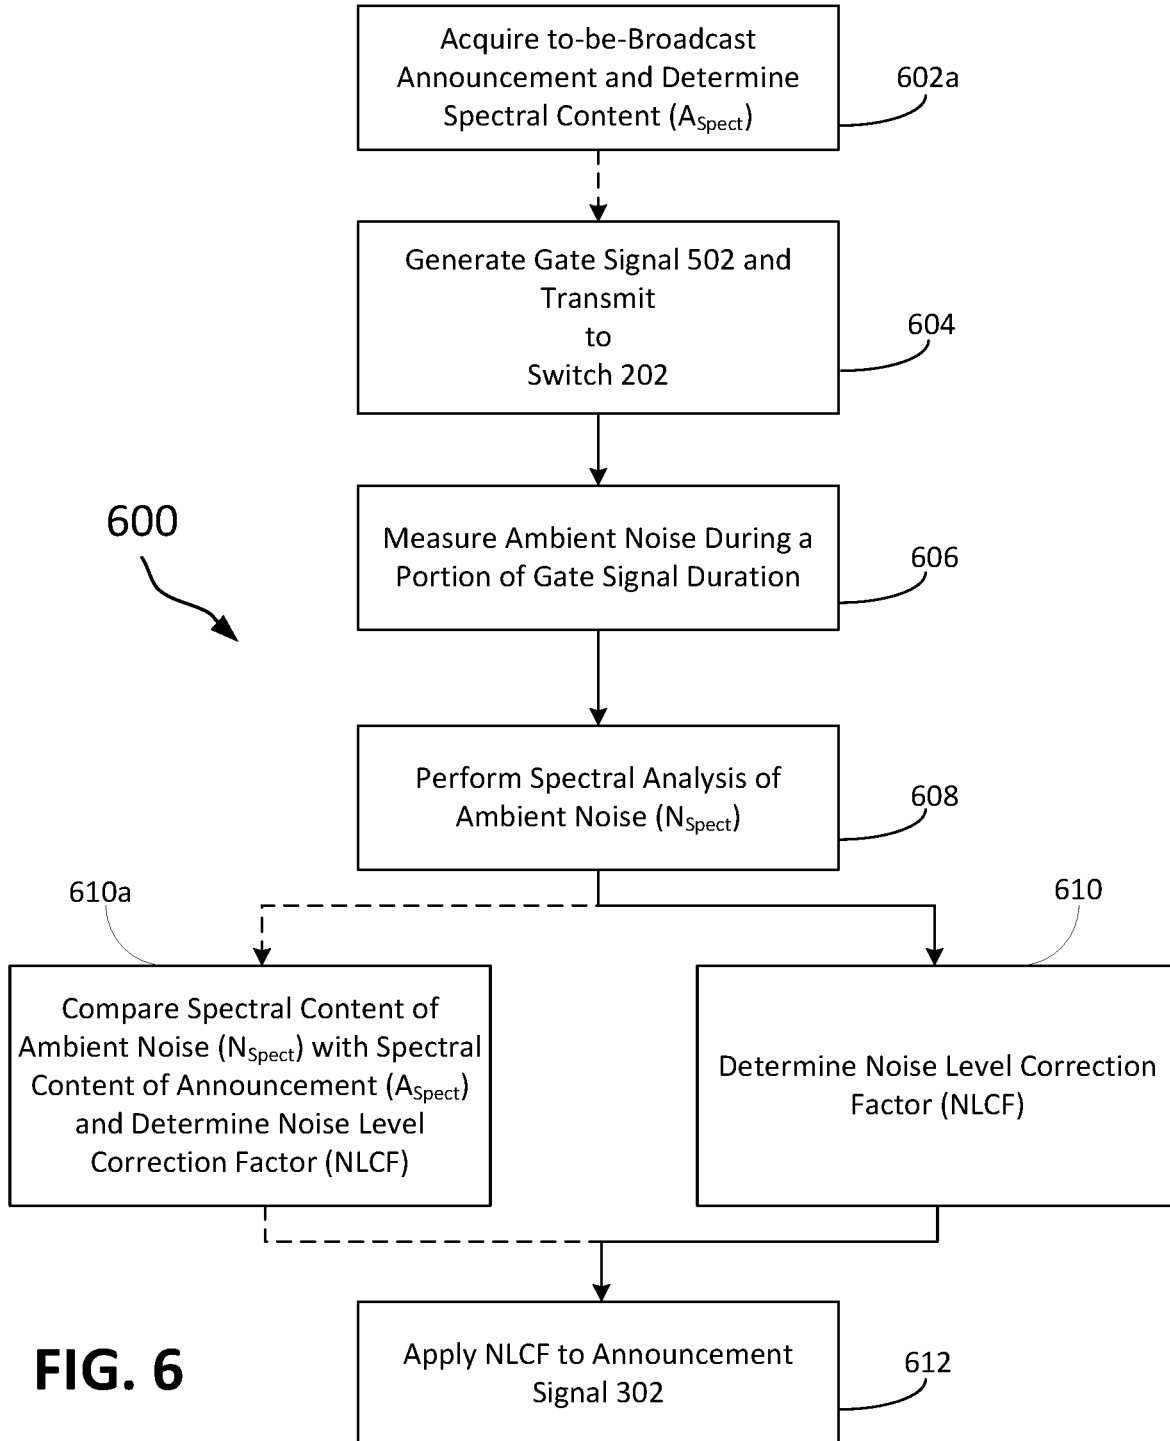 Acquire to-be-Broadcast
Announcement and Determine
Spectral Content (ASpect)
602a
Generate Gate Signal 502 and
Transmit
to
Switch 202
604
600
Measure Ambient Noise During a
Portion of Gate Signal Duration
606
Perform Spectral Analysis of
Ambient Noise (NSpect)
608
610a
610
Compare Spectral Content of
Ambient Noise (NSpect) with Spectral
Content of Announcement (ASpect)
and Determine Noise Level
Correction Factor (NLCF)
Determine Noise Level Correction
Factor (NLCF)
FIG. 6
Apply NLCF to Announcement
Signal 302
612